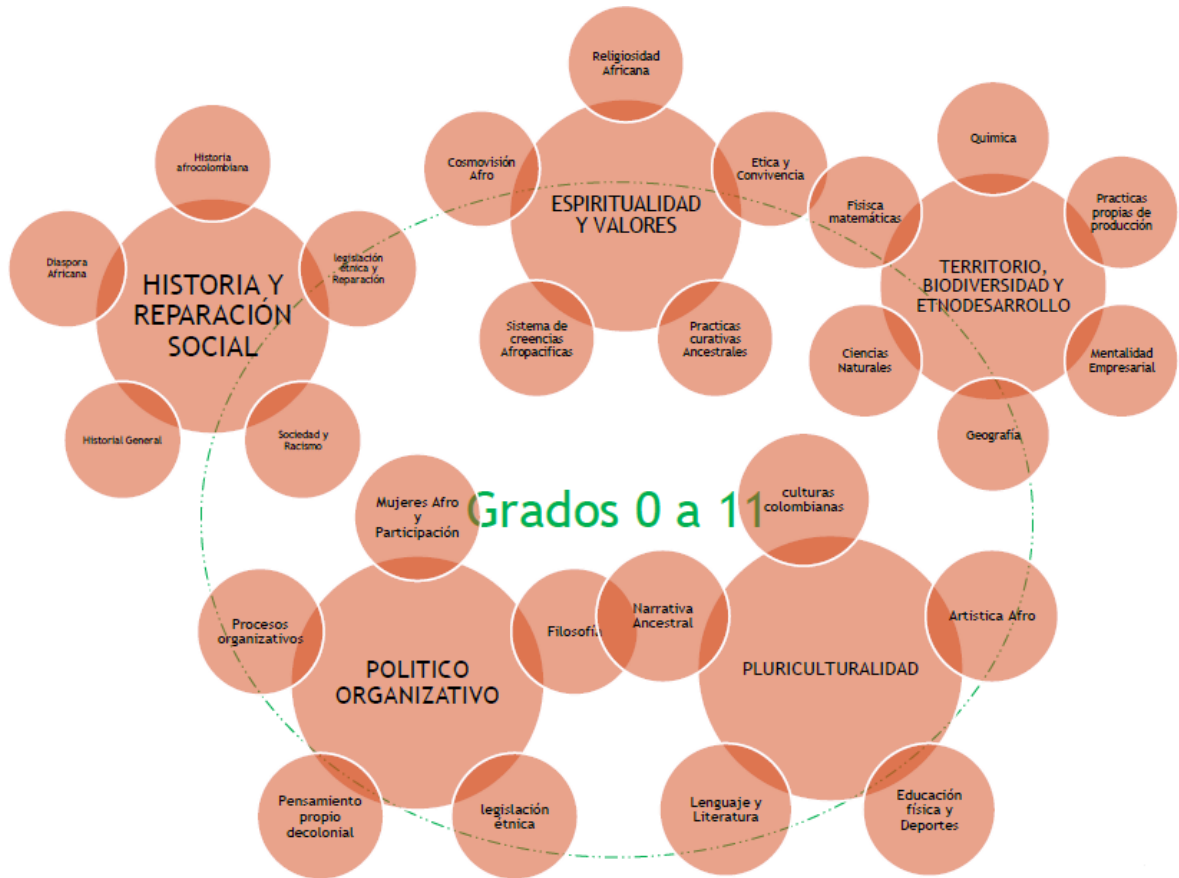 Religiosidad
Africana
Cosmovisión
Afro
Etica y
Convivencia
ESPIRITUALIDAD
Y VALORES
Sistema de
creencias
Afropacificas
Practicas
curativas
Ancestrales
Historia
afrocolombiana
Diaspora
Africana
legislación
étnica y
Reparación
HISTORIA Y
REPARACIÓN
SOCIAL
Historial General
Sociedad y
Racismo
Quimica
Físisca
matemáticas
Practicas
propias de
producción
TERRITORIO,
BIODIVERSIDAD Y
ETNODESARROLLO
Ciencias
Naturales
Mentalidad
Empresarial
Geografía
Grados 0 a 11
Mujeres Afro
y
Participación
Procesos
organizativos
Filosofía
POLITICO
ORGANIZATIVO
Pensamiento
propio
decolonial
legislación
étnica
culturas
colombianas
Narrativa
Ancestral
Artistica Afro
PLURICULTURALIDAD
Lenguaje y
Literatura
Educación
física y
Deportes